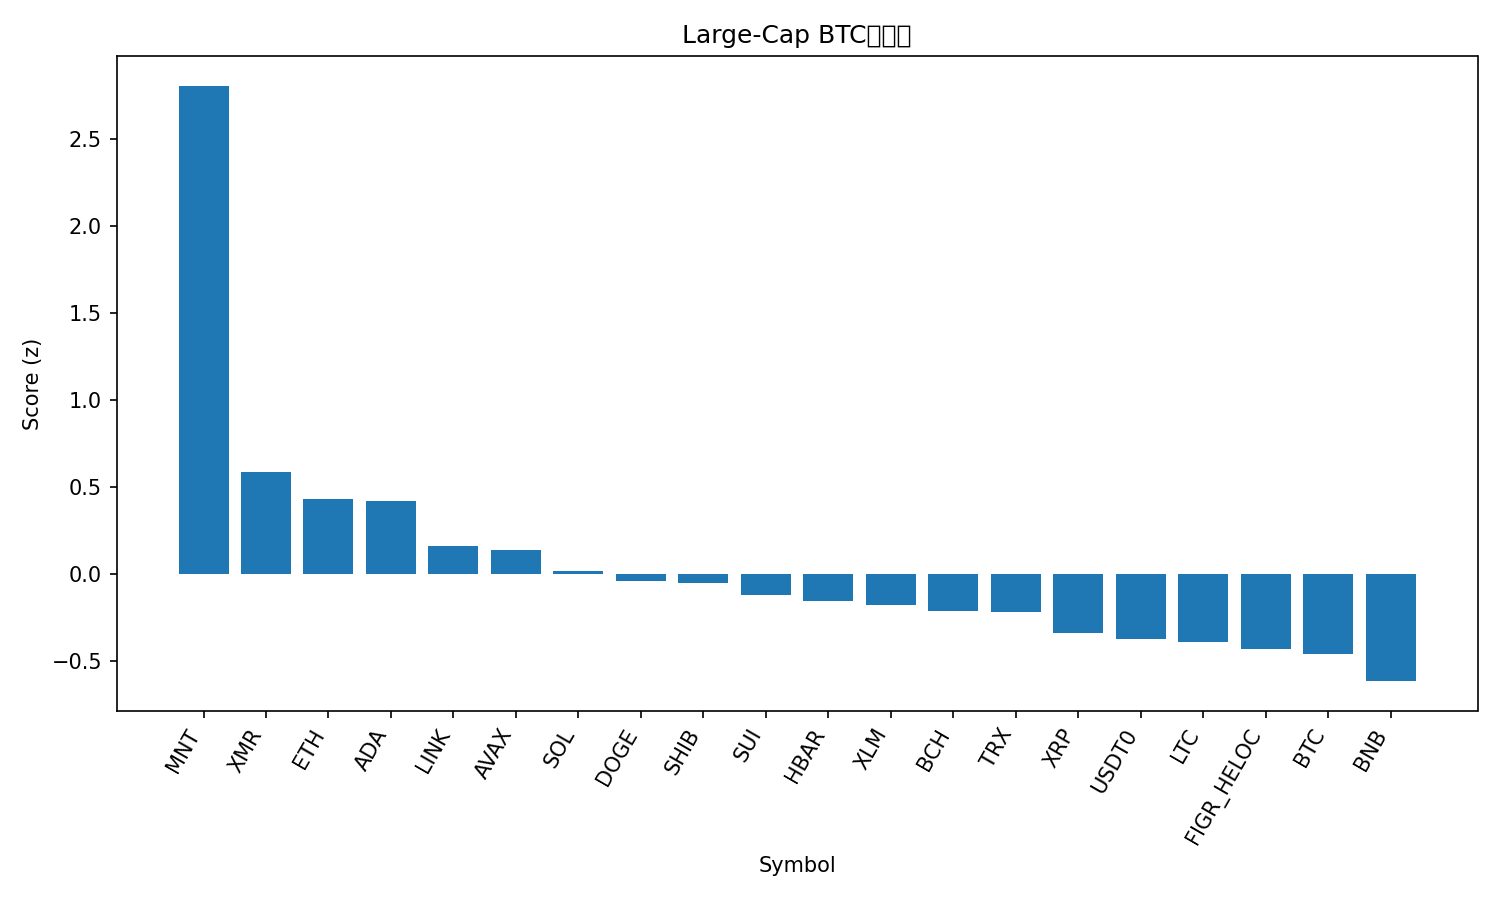 Large-Cap BTC
Score (z)
2.5
2.0
1.5
1.0
0.5
0.0
−0.5
MNT
XMR
ETH
ADA
LINK
AVAX
SOL
DOGE
SHIB
SUI
HBAR
XLM
BCH
TRX
XRP
USDT0
LTC
FIGR_HELOC
BTC
BNB
Symbol